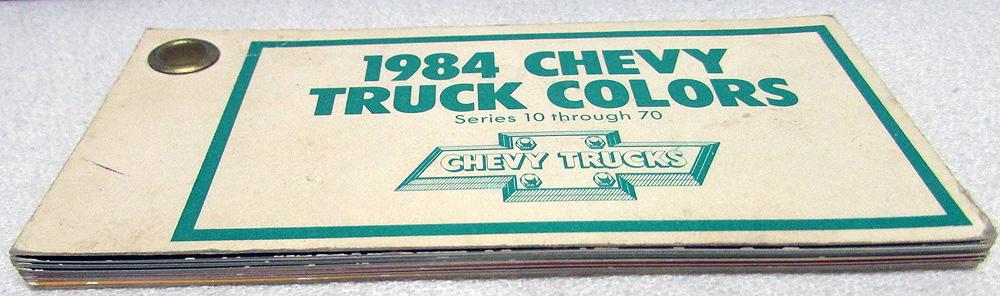 1984 CHEVY
TRUCK COLORS
Series 10 through 70
CHEVY TRUCKS